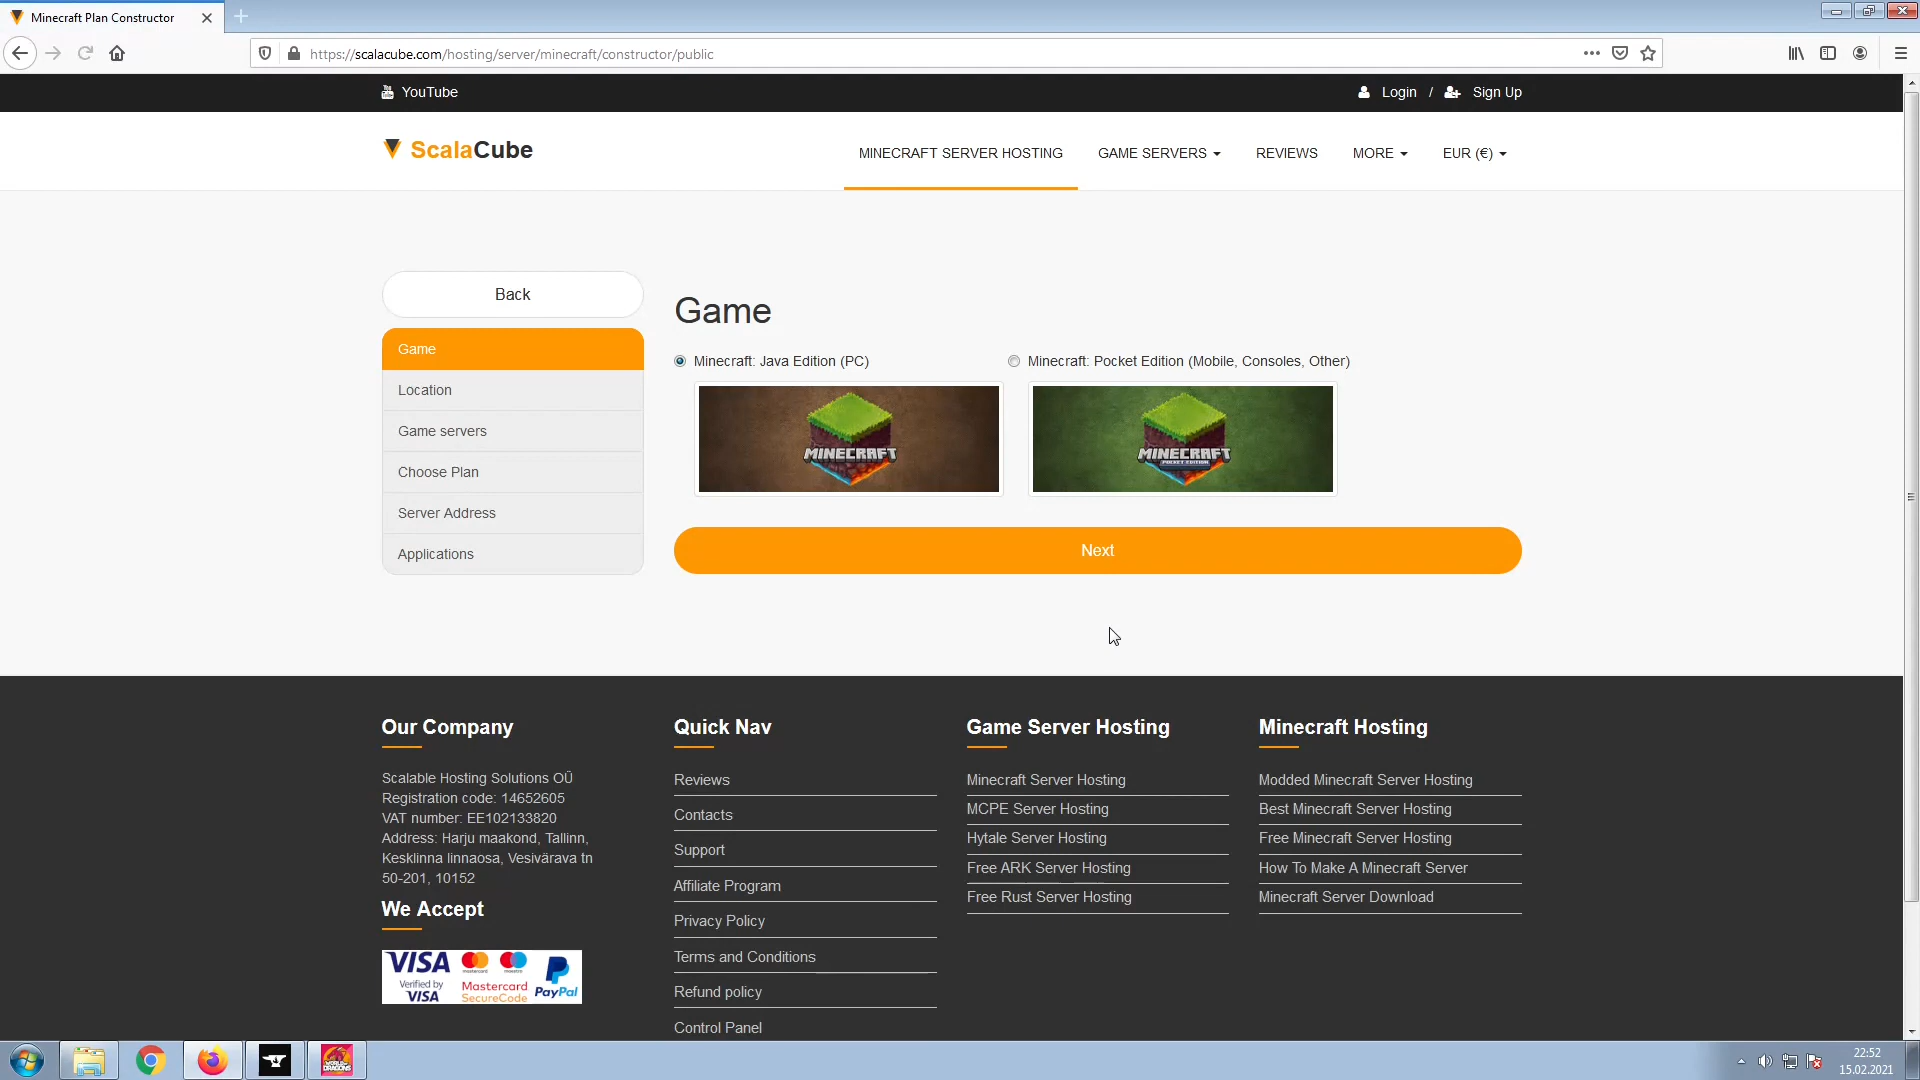 Minecraft Plan Constructor
https://scalacube.com/hosting/server/minecraft/constructor/public
YouTube
Login / Sign Up
ScalaCube
MINECRAFT SERVER HOSTING
GAME SERVERS
REVIEWS
MORE
EUR (€)
Back
Game
Location
Game servers
Choose Plan
Server Address
Applications
Game
Minecraft: Java Edition (PC)
Minecraft: Pocket Edition (Mobile, Consoles, Other)
MINECRAFT
MINECRAFT
POCKET EDITION
Next
Our Company
Scalable Hosting Solutions OÜ
Registration code: 14652605
VAT number: EE102133820
Address: Harju maakond, Tallinn,
Kesklinna linnaosa, Vesivärava tn
50-201, 10152
We Accept
VISA
Verified by
VISA
mastercard
maestro
Mastercard
SecureCode
PayPal
Quick Nav
Reviews
Contacts
Support
Affiliate Program
Privacy Policy
Terms and Conditions
Refund policy
Control Panel
Game Server Hosting
Minecraft Server Hosting
MCPE Server Hosting
Hytale Server Hosting
Free ARK Server Hosting
Free Rust Server Hosting
Minecraft Hosting
Modded Minecraft Server Hosting
Best Minecraft Server Hosting
Free Minecraft Server Hosting
How To Make A Minecraft Server
Minecraft Server Download
WORLD OF
DRAGONS
22:52
15.02.2021